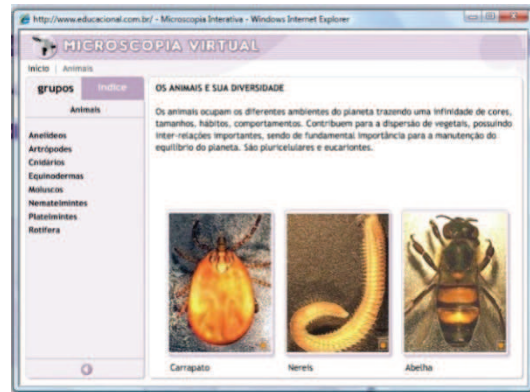 http://www.educacional.com.br/ - Microscopia Interativa - Windows Internet Explorer
MICROSCOPIA VIRTUAL
Início | Animais
grupos índice
Animais
Anelídeos
Artrópodes
Cnidários
Equinodermas
Moluscos
Nematelmintes
Platelmintes
Rotífera
OS ANIMAIS E SUA DIVERSIDADE
Os animais ocupam os diferentes ambientes do planeta trazendo uma infinidade de cores,
tamanhos, hábitos, comportamentos. Contribuem para a dispersão de vegetais, possuindo
inter-relações importantes, sendo de fundamental importância para a manutenção do
equilíbrio do planeta. São pluricelulares e eucariontes.
Carrapato
Nereis
Abelha